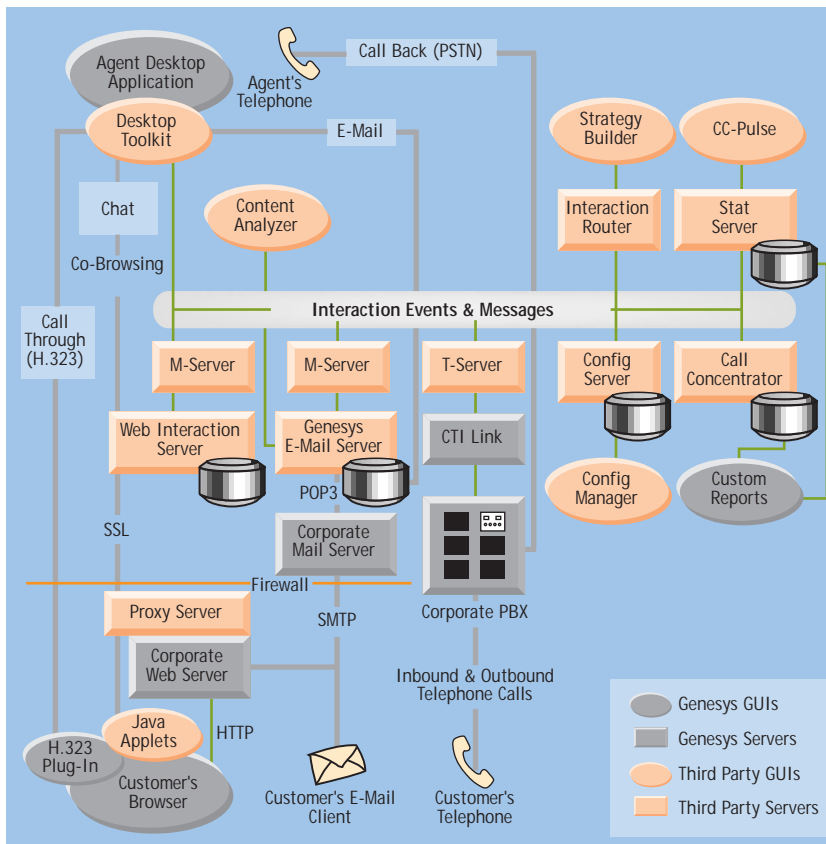 Agent Desktop
Application
Agent's
Telephone
Call Back (PSTN)
Desktop
Toolkit
E-Mail
Strategy
Builder
CC-Pulse
Chat
Content
Analyzer
Interaction
Router
Stat
Server
Co-Browsing
Interaction Events & Messages
Call
Through
(H.323)
M-Server
M-Server
T-Server
Config
Server
Call
Concentrator
Web Interaction
Server
Genesys
E-Mail Server
CTI Link
POP3
Config
Manager
Custom
Reports
SSL
Corporate
Mail Server
Firewall
Proxy Server
SMTP
Corporate PBX
Corporate
Web Server
Inbound & Outbound
Telephone Calls
HTTP
Java
Applets
H.323
Plug-In
Customer's
Browser
Customer's E-Mail
Client
Customer's
Telephone
Genesys GUIs
Genesys Servers
Third Party GUIs
Third Party Servers